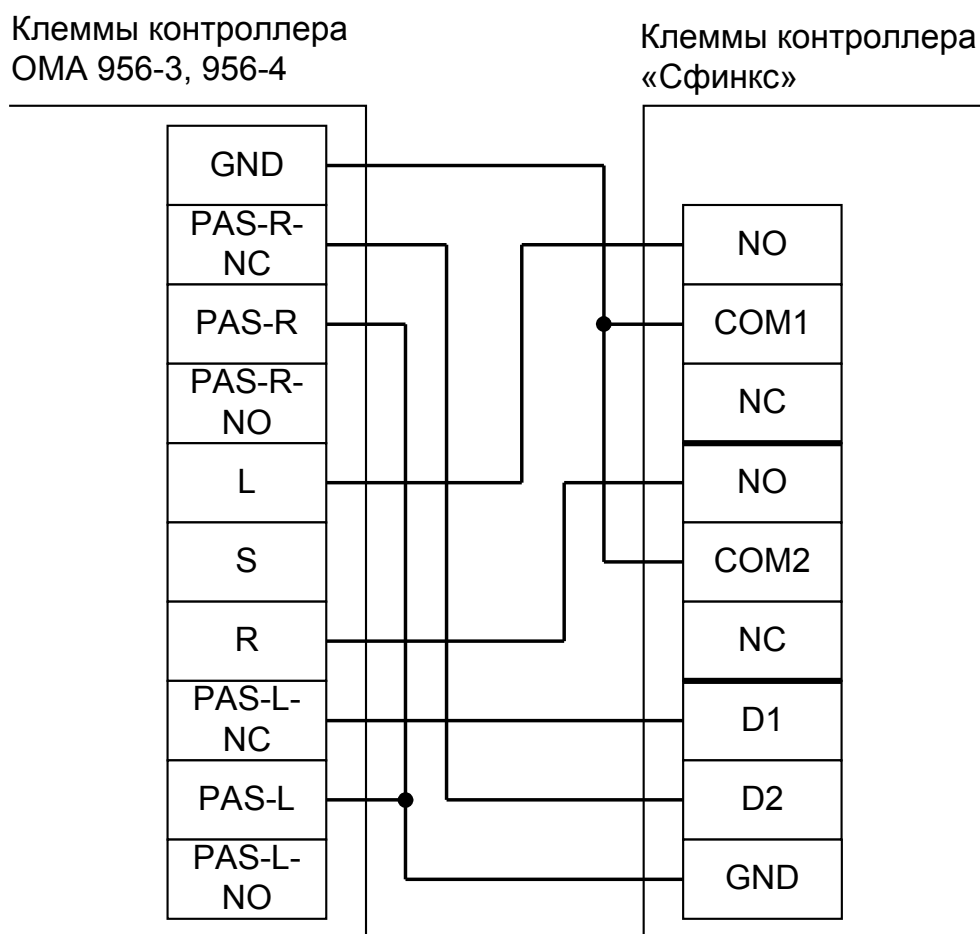 Клеммы контроллера
ОМА 956-3, 956-4
GND
PAS-R-
NC
PAS-R
PAS-R-
NO
L
S
R
PAS-L-
NC
PAS-L
PAS-L-
NO
Клеммы контроллера
«Сфинкс»
NO
COM1
NC
NO
COM2
NC
D1
D2
GND